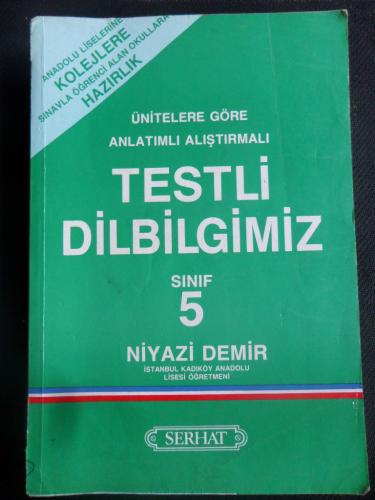 ANADOLU LİSELERİNE
KOLEJLERE
SINAVLA ÖĞRENCİ ALAN OKULLARA
HAZIRLIK
ÜNİTELERE GÖRE
ANLATIMLI ALIŞTIRMALI
TESTLİ
DİLBİLGİMİZ
SINIF
5
NİYAZİ DEMİR
İSTANBUL KADIKÖY ANADOLU
LİSESİ ÖĞRETMENİ
SERHAT